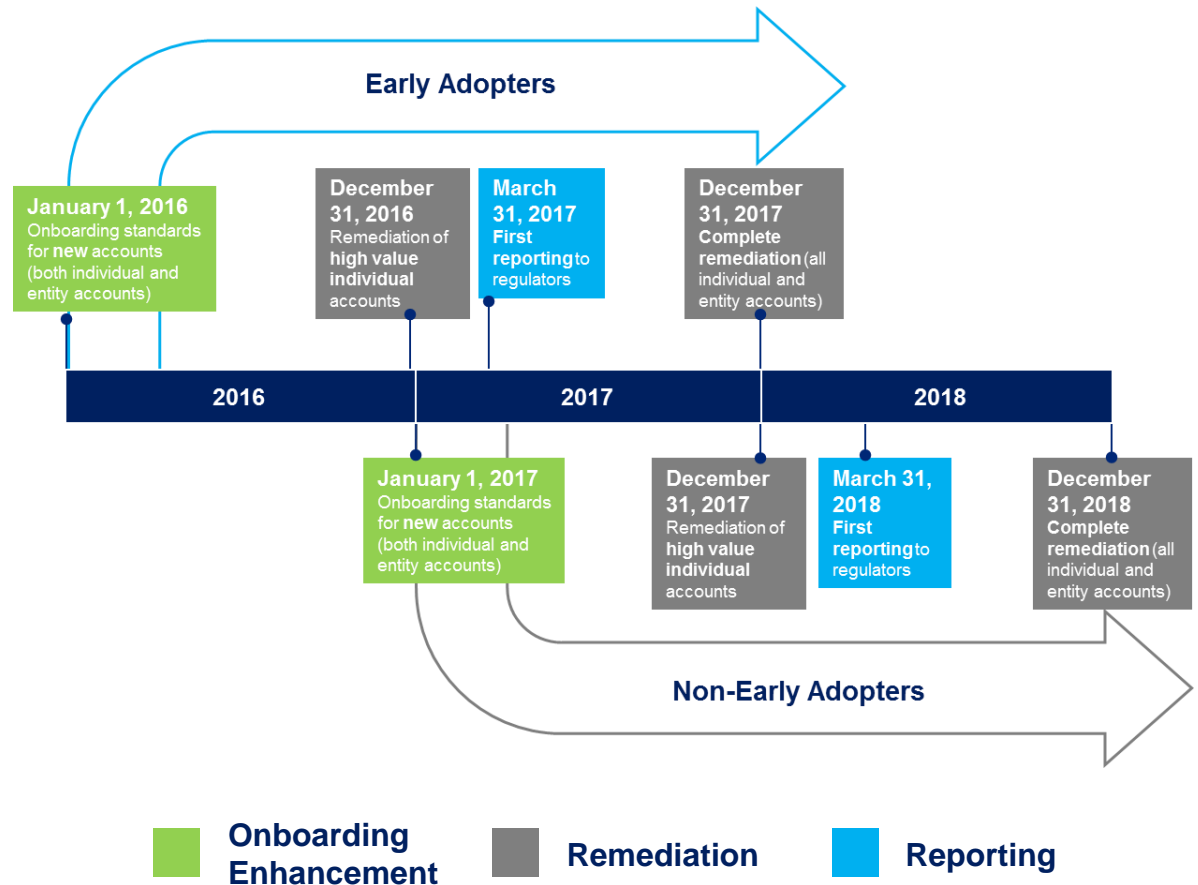 Early Adopters
January 1, 2016
Onboarding standards
for new accounts
(both individual and
entity accounts)
December
31, 2016
Remediation of
high value
individual
accounts
March
31, 2017
First
reporting to
regulators
December
31, 2017
Complete
remediation (all
individual and
entity accounts)
2016
2017
2018
January 1, 2017
Onboarding standards
for new accounts
(both individual and
entity accounts)
December
31, 2017
Remediation of
high value
individual
accounts
March 31,
2018
First
reporting to
regulators
December
31, 2018
Complete
remediation (all
individual and
entity accounts)
Non-Early Adopters
Onboarding
Enhancement
Remediation
Reporting